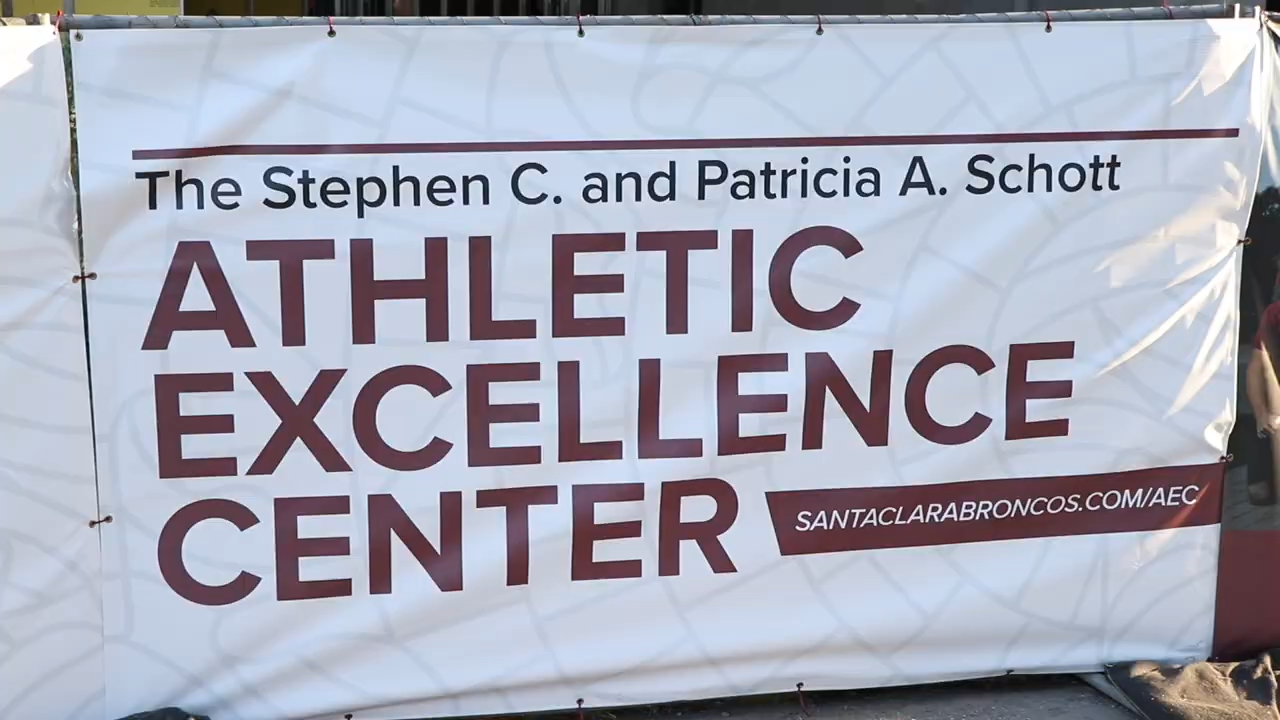 The Stephen C. and Patricia A. Schott
ATHLETIC
EXCELLENCE
CENTER
SANTACLARABRONCOS.COM/AEC